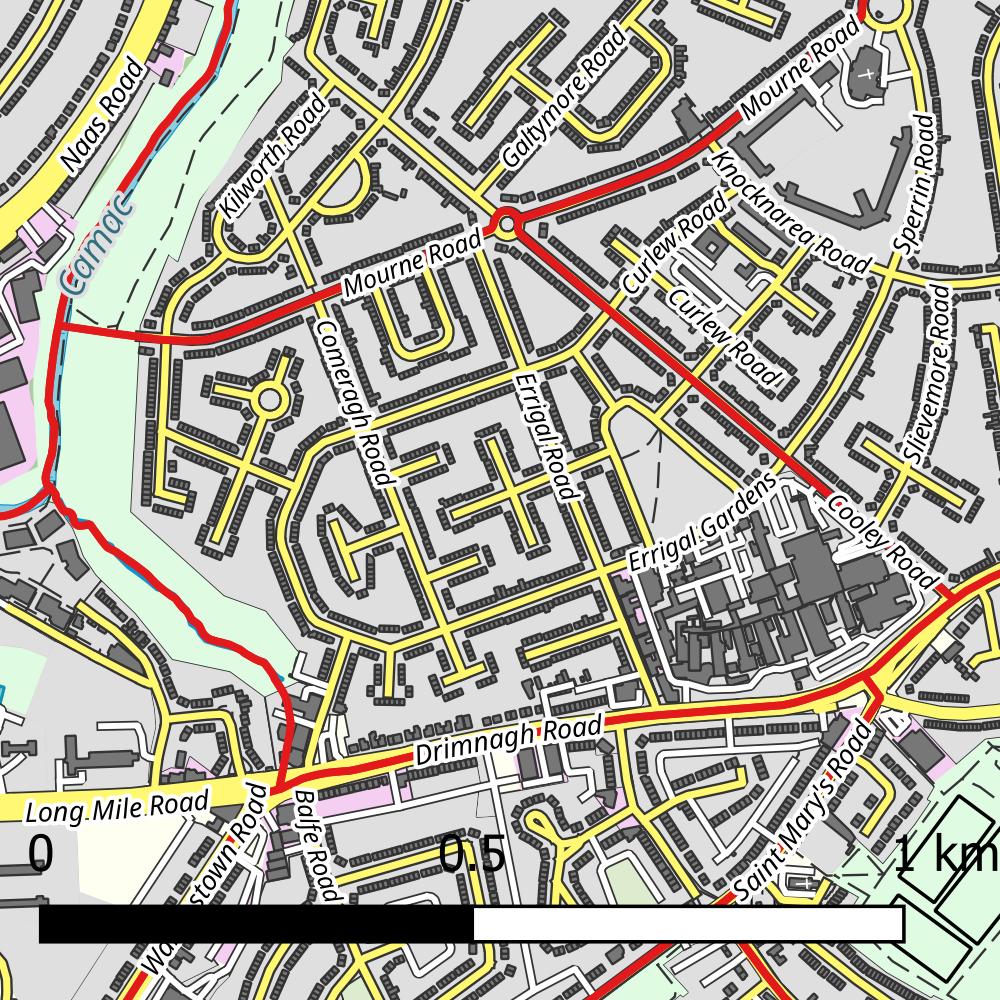 Naas Road
Kilworth Road
Galtymore Road
Mourne Road
Knocknarea Road
Sperrin Road
Camac
Mourne Road
Curlew Road
Curlew Road
Slievemore Road
Comeragh Road
Errigal Road
Errigal Gardens
Cooley Road
Drimnagh Road
Long Mile Road
stown Road
Balfe Road
Saint Mary's Road
0
0.5
1 km